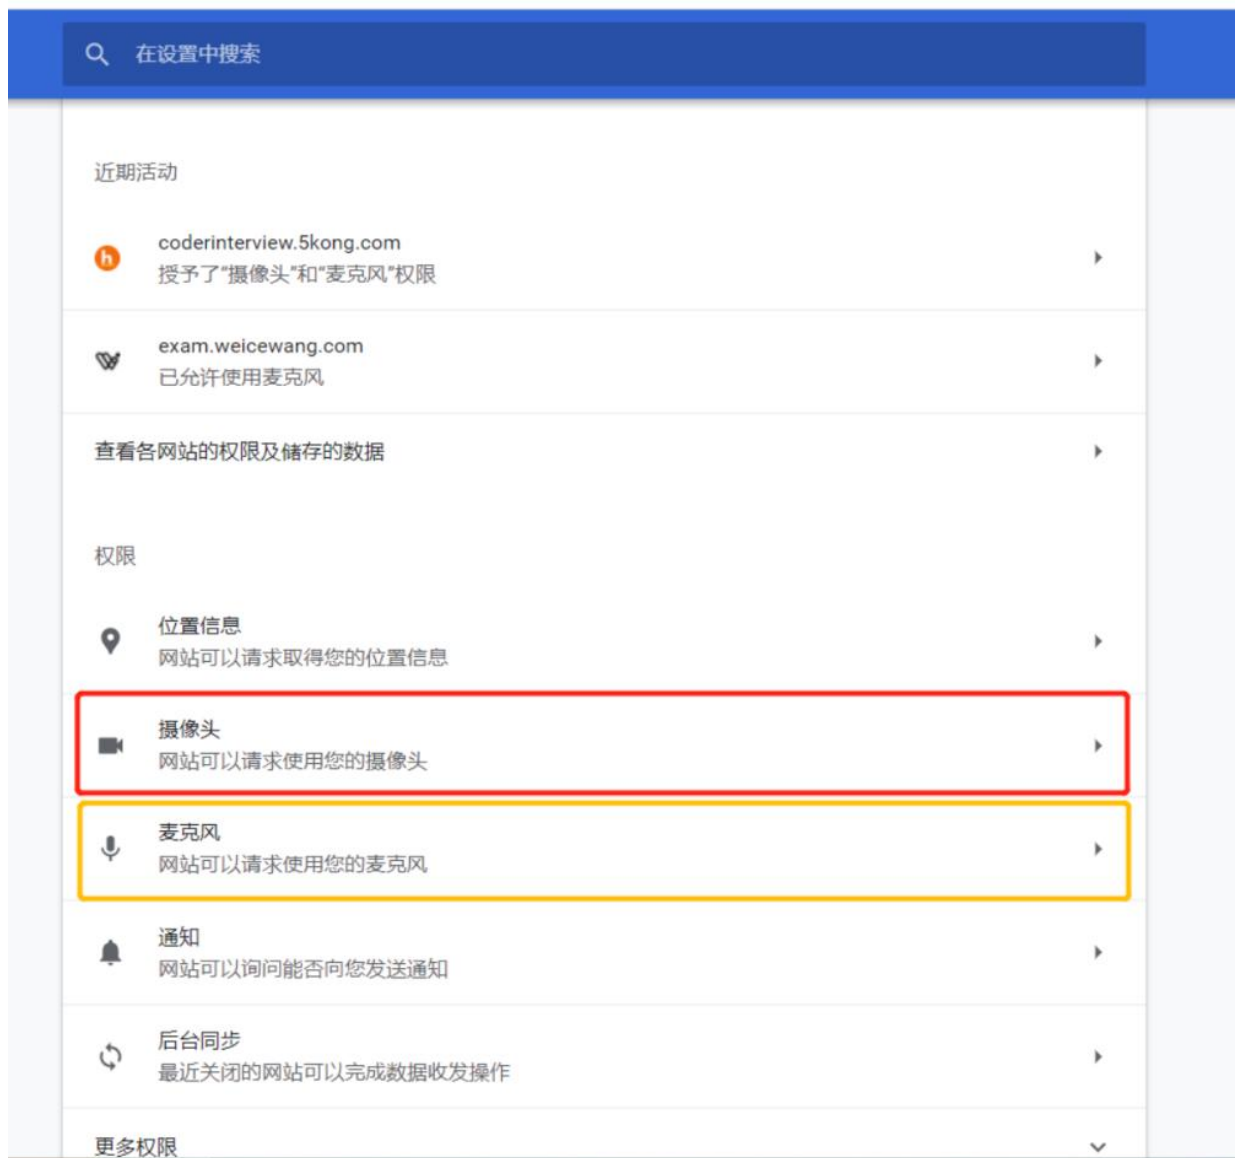 在设置中搜索
近期活动
coderinterview.5kong.com
授予了“摄像头”和“麦克风”权限
exam.weicewang.com
已允许使用麦克风
查看各网站的权限及储存的数据
权限
位置信息
网站可以请求取得您的位置信息
摄像头
网站可以请求使用您的摄像头
麦克风
网站可以请求使用您的麦克风
通知
网站可以询问能否向您发送通知
后台同步
最近关闭的网站可以完成数据收发操作
更多权限